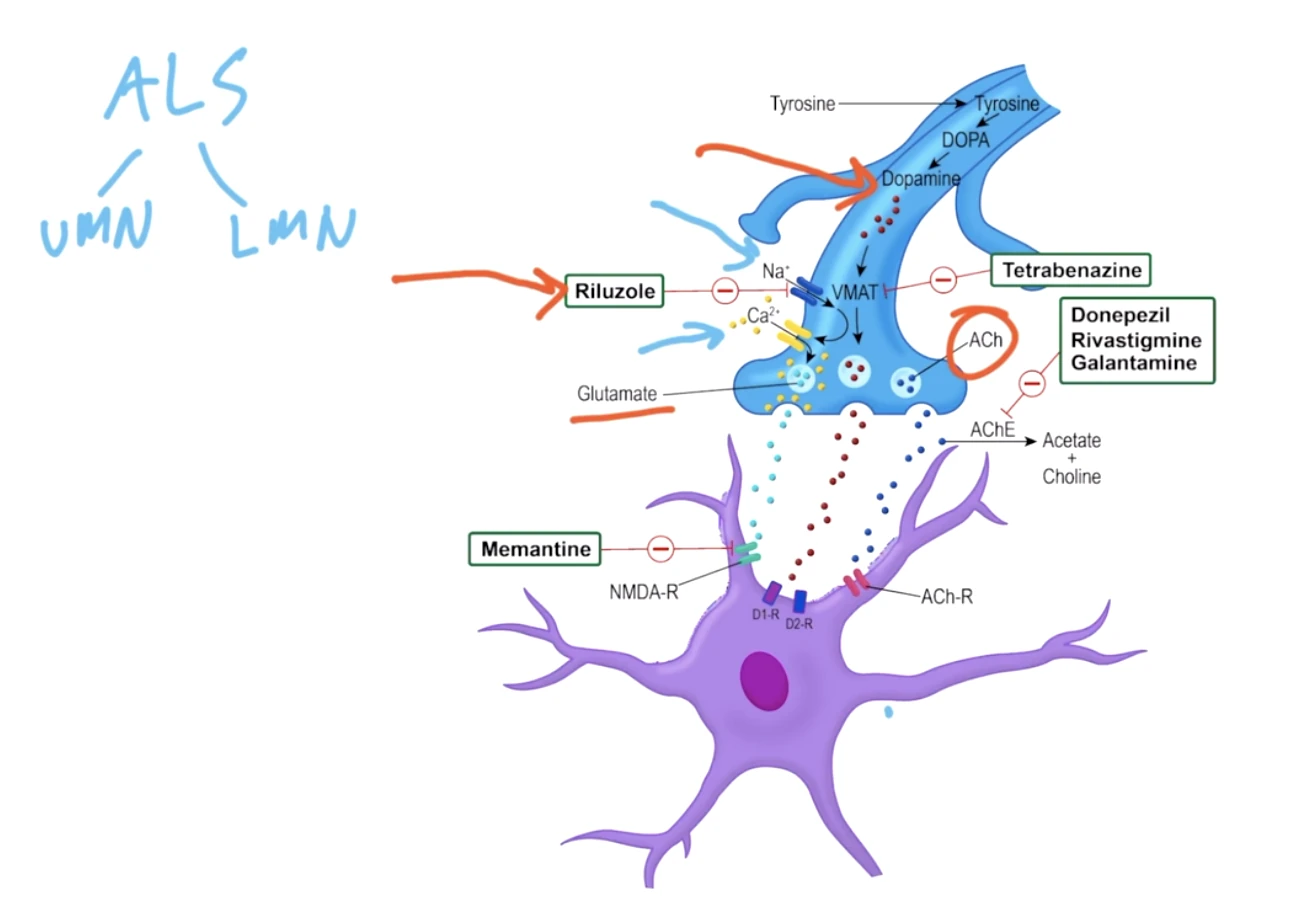 ALS
UMN LMN
Tyrosine
Tyrosine
DOPA
Dopamine
Na⁺
Riluzole
VMAT
Tetrabenazine
Ca²⁺
Donepezil
Rivastigmine
Galantamine
ACh
Glutamate
AChE
Acetate
+
Choline
Memantine
NMDA-R
D1-R
D2-R
ACh-R